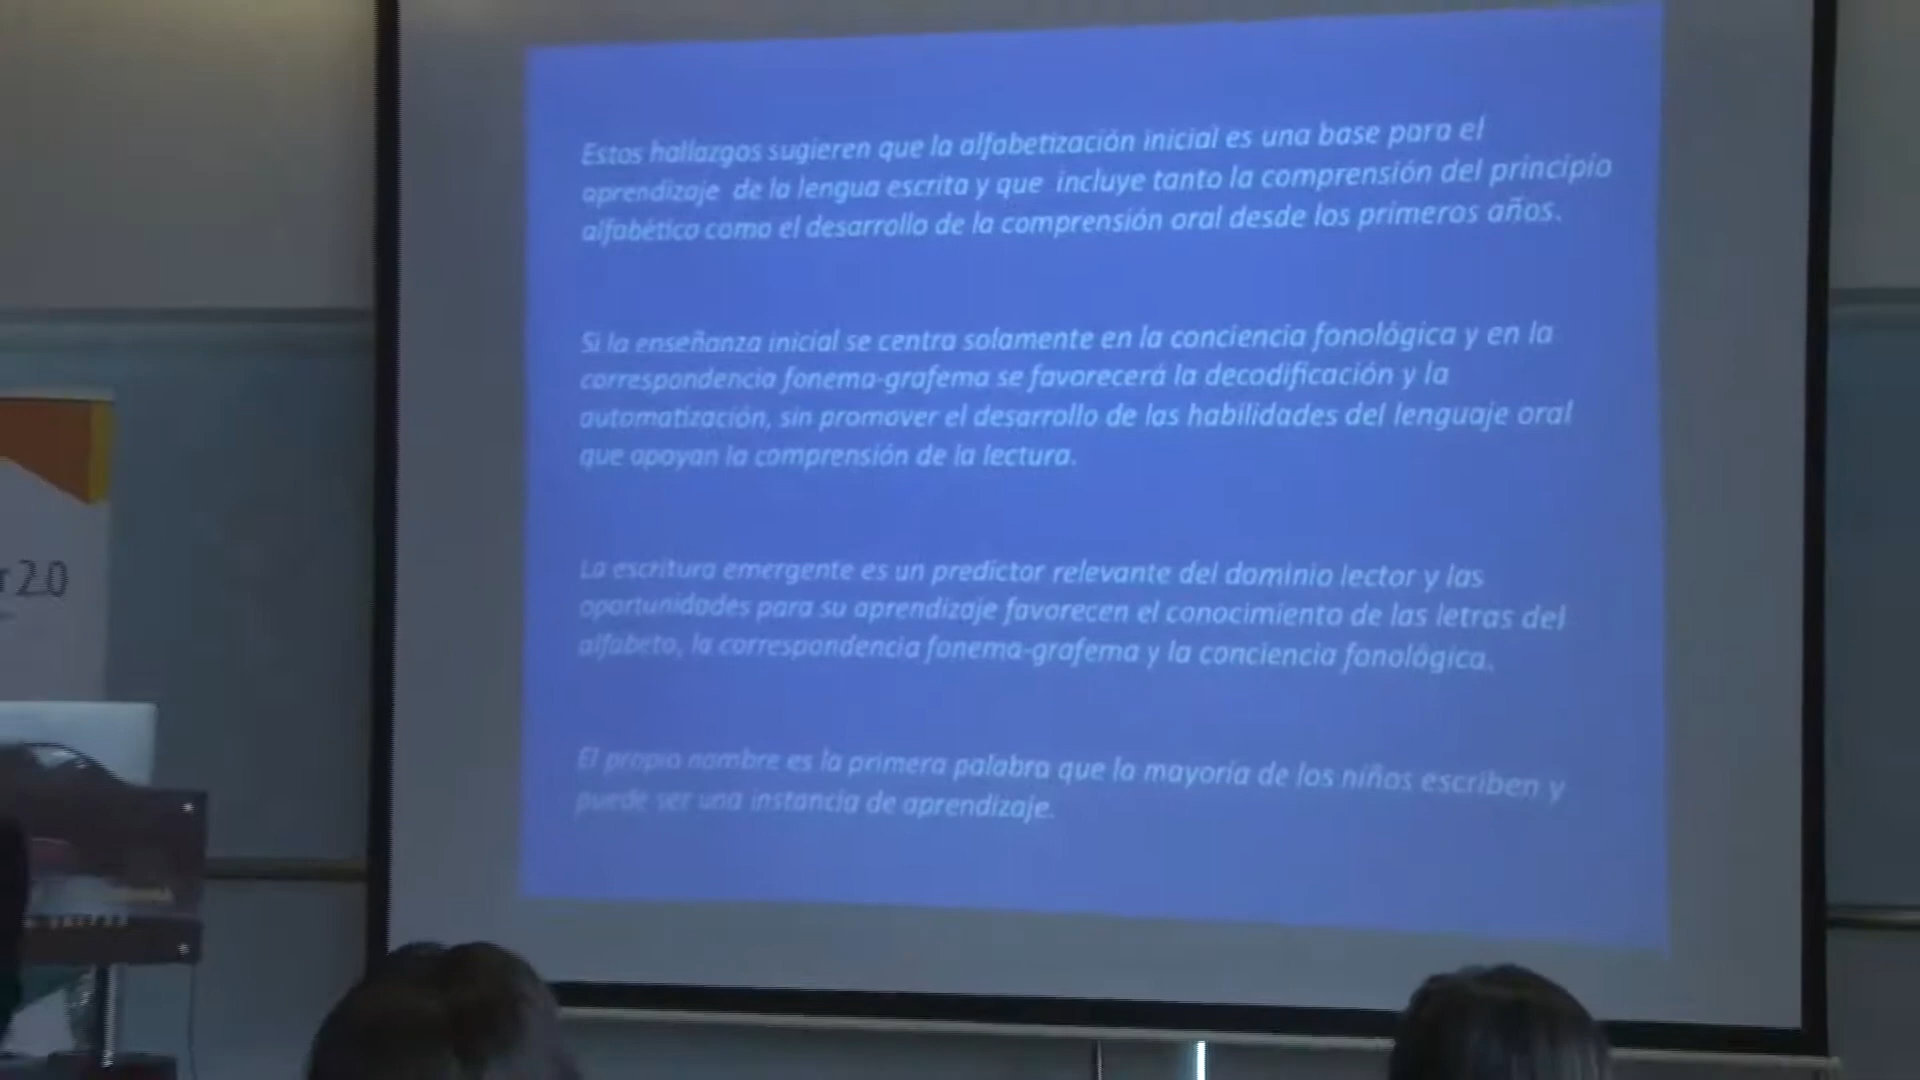 Estos hallazgos sugieren que la alfabetización inicial es una base para el
aprendizaje de la lengua escrita y que incluye tanto la comprensión del principio
alfabético como el desarrollo de la comprensión oral desde los primeros años.
Si la enseñanza inicial se centra solamente en la conciencia fonológica y en la
correspondencia fonema-grafema se favorecerá la decodificación y la
automatización, sin promover el desarrollo de las habilidades del lenguaje oral
que apoyan la comprensión de la lectura.
La escritura emergente es un predictor relevante del dominio lector y las
oportunidades para su aprendizaje favorecen el conocimiento de las letras del
alfabeto, la correspondencia fonema-grafema y la conciencia fonológica.
El propio nombre es la primera palabra que la mayoría de los niños escriben y
puede ser una instancia de aprendizaje.
r 2.0